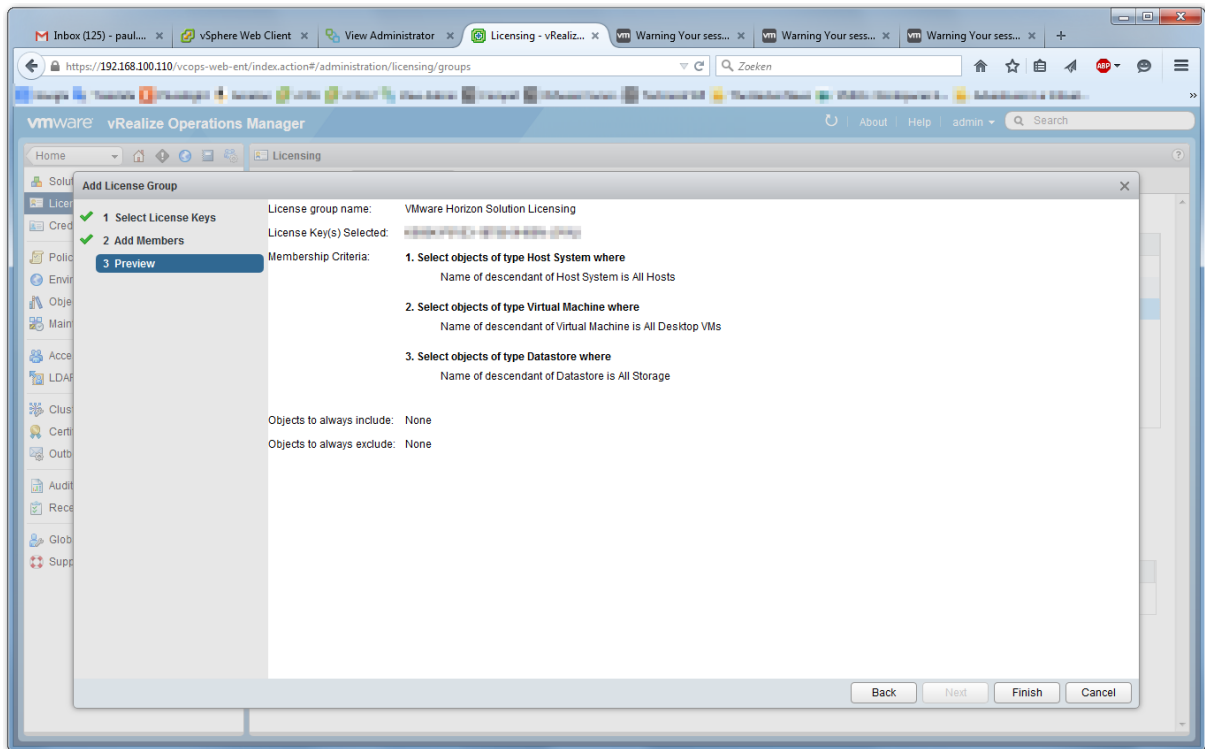 Inbox (125) - paul....
vSphere Web Client
View Administrator
Licensing - vRealiz...
Warning Your sess...
Warning Your sess...
Warning Your sess...
https://192.168.100.110/vcops-web-ent/index.action#/administration/licensing/groups
Zoeken
ABP
vmware vRealize Operations Manager
About Help admin Search
Home
Licensing
Solut
Add License Group
Licer
1 Select License Keys
License group name: VMware Horizon Solution Licensing
Cred
License Key(s) Selected:
2 Add Members
Polic
3 Preview
Membership Criteria: 1. Select objects of type Host System where
Name of descendant of Host System is All Hosts
Envir
Obje
2. Select objects of type Virtual Machine where
Main
Name of descendant of Virtual Machine is All Desktop VMs
Acce
3. Select objects of type Datastore where
LDAP
Name of descendant of Datastore is All Storage
Clus
Objects to always include: None
Certi
Objects to always exclude: None
Outb
Audit
Rece
Glob
Supp
Back Next Finish Cancel